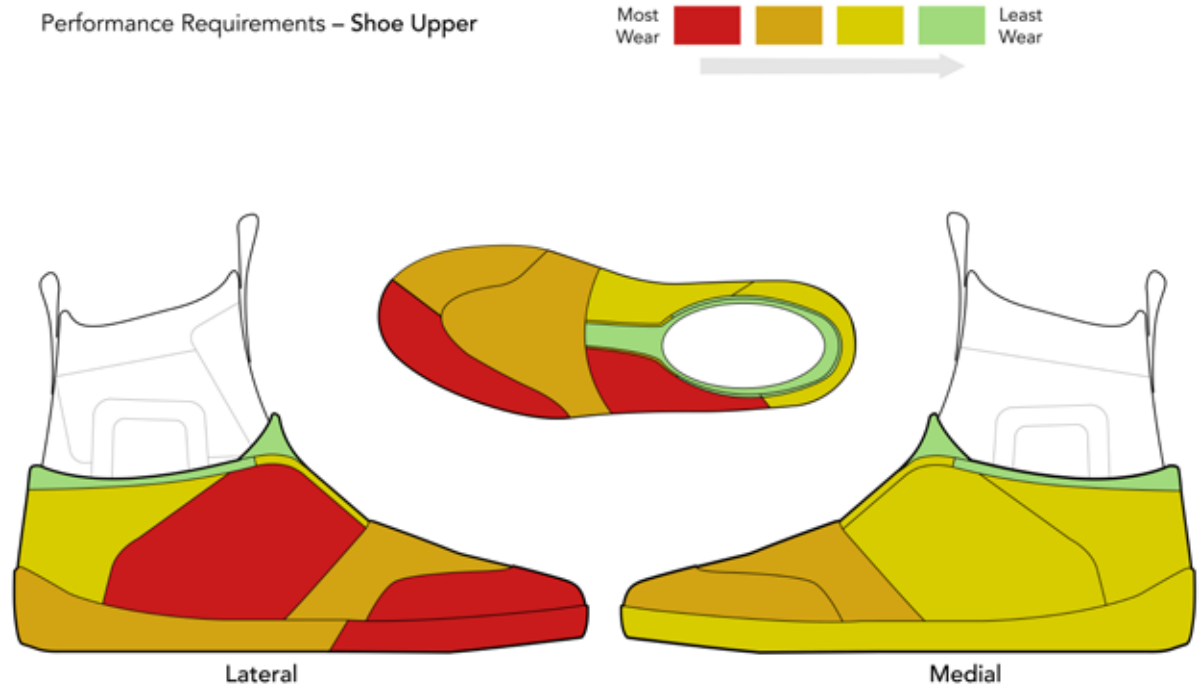 Performance Requirements – Shoe Upper
Most
Wear
Least
Wear
Lateral
Medial